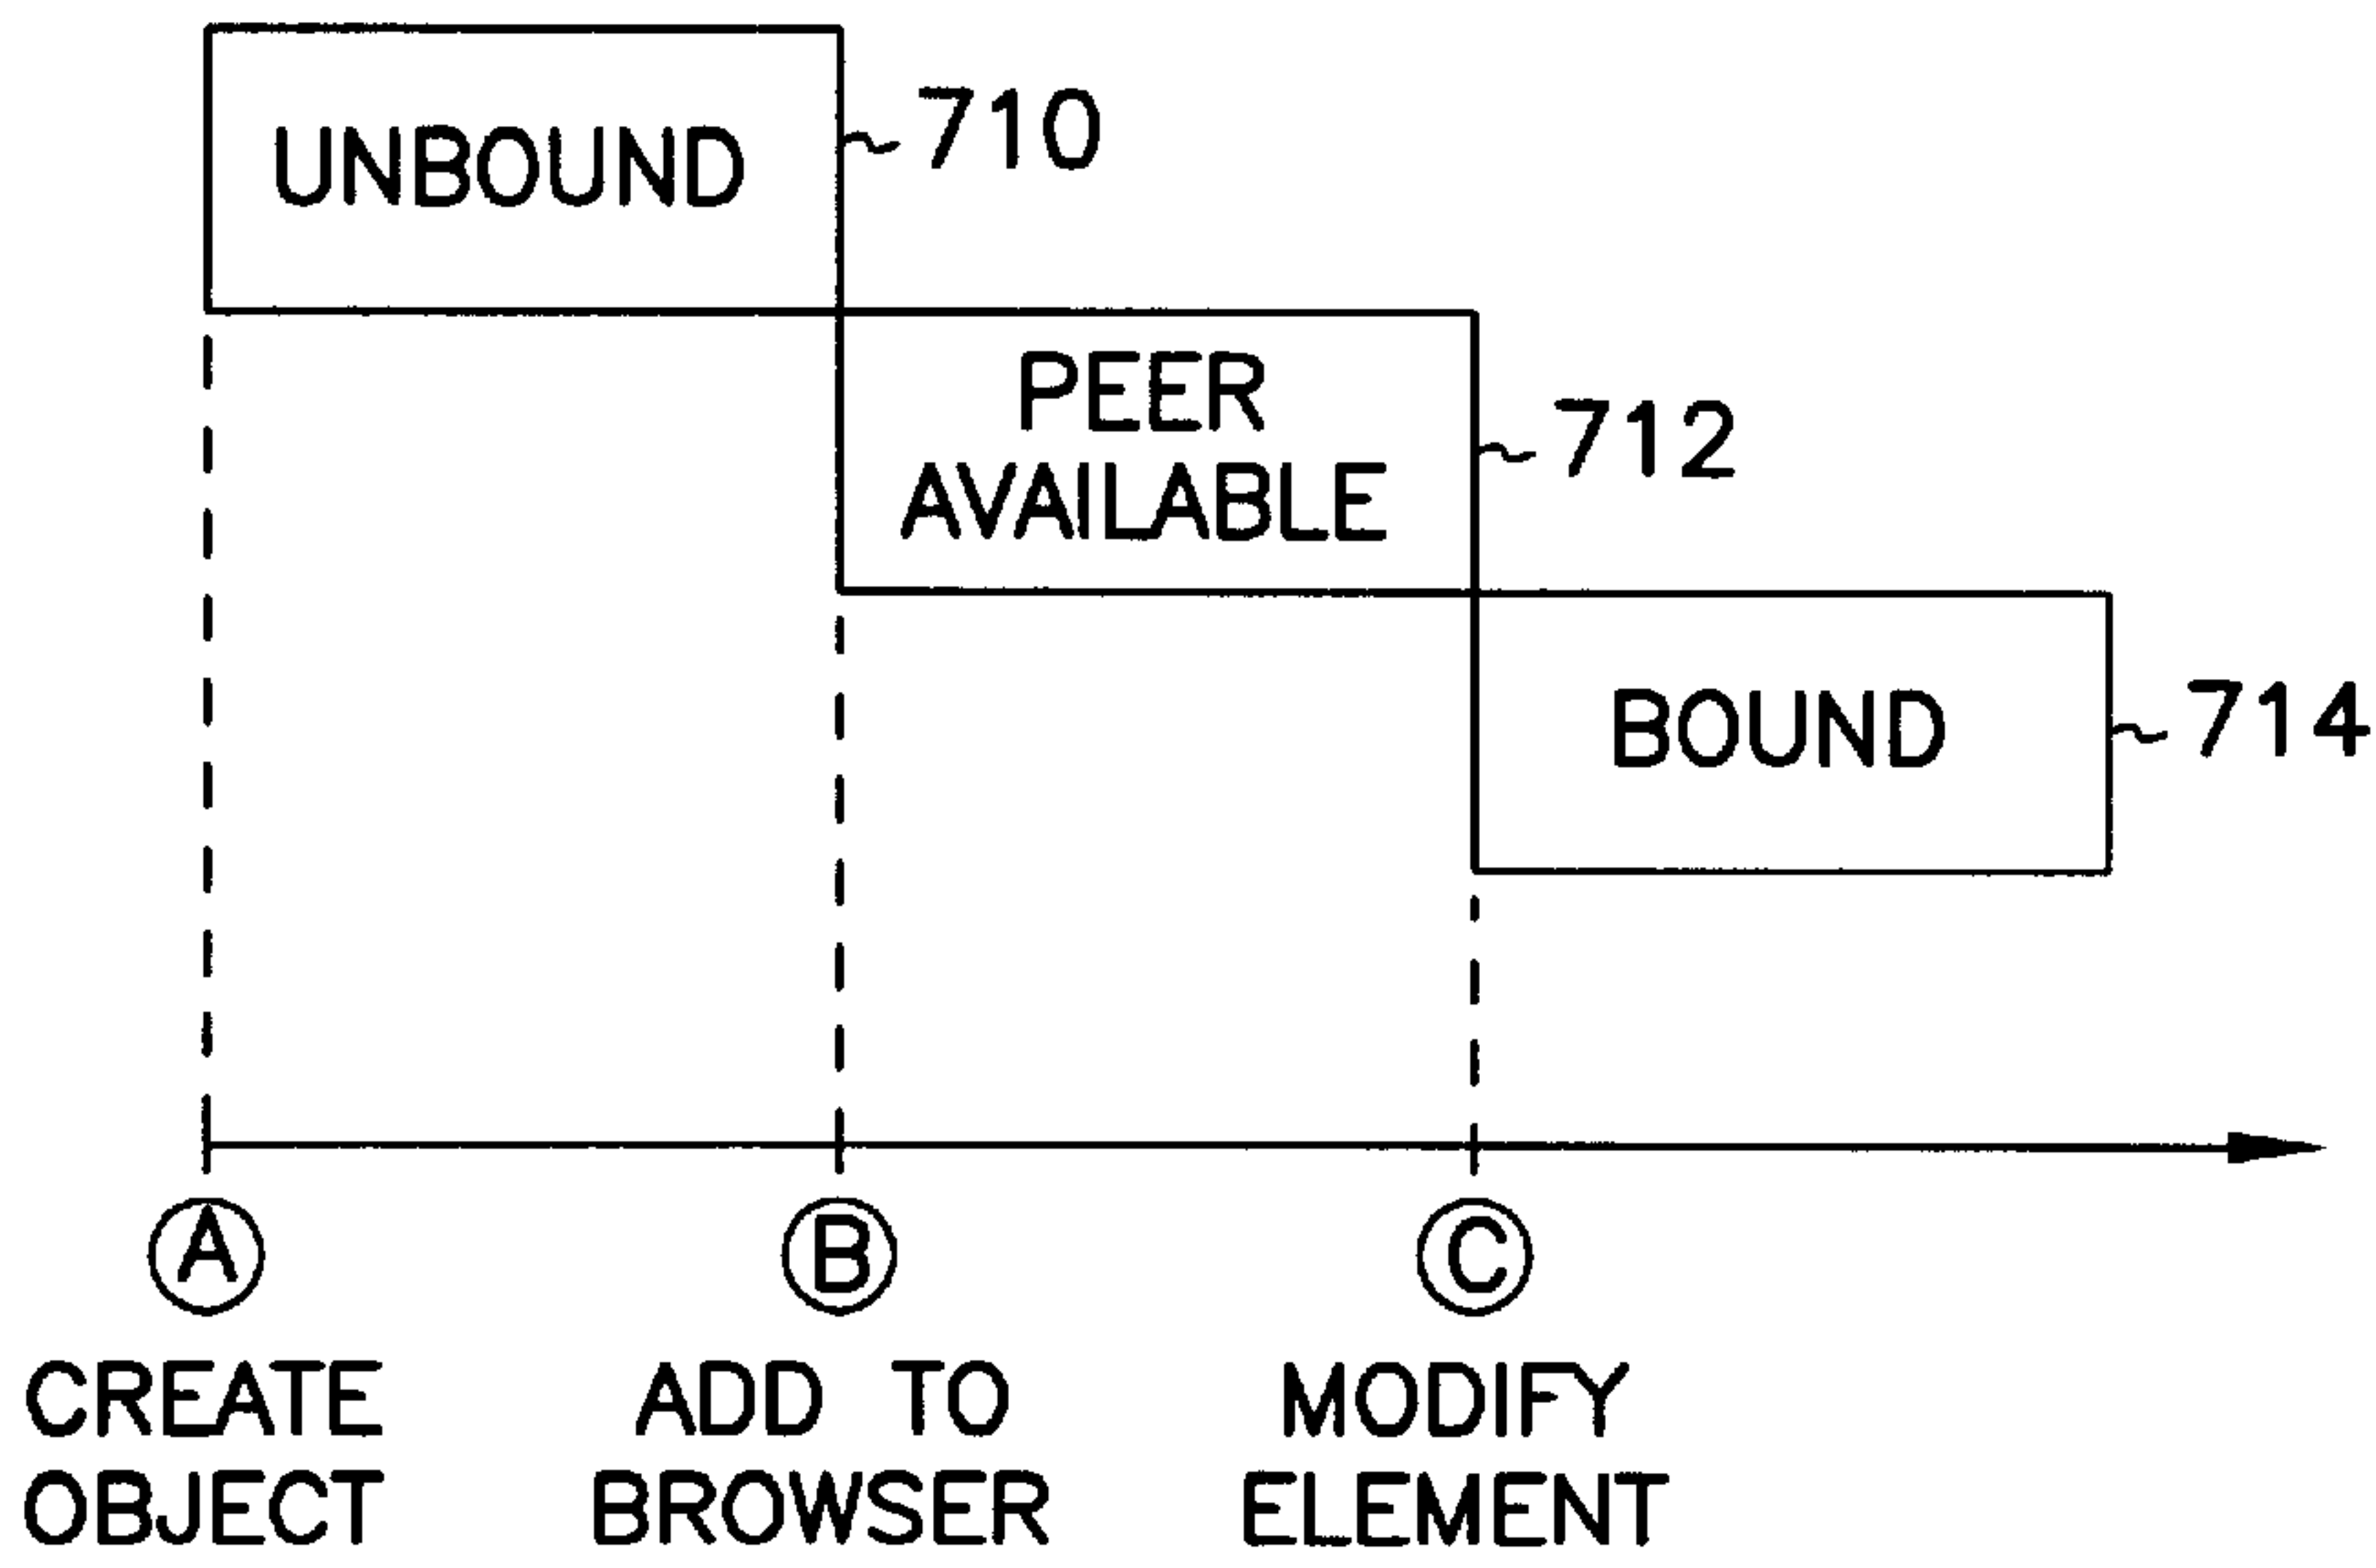 UNBOUND
710
PEER
AVAILABLE
712
BOUND
714
A
B
C
CREATE
OBJECT
ADD TO
BROWSER
MODIFY
ELEMENT